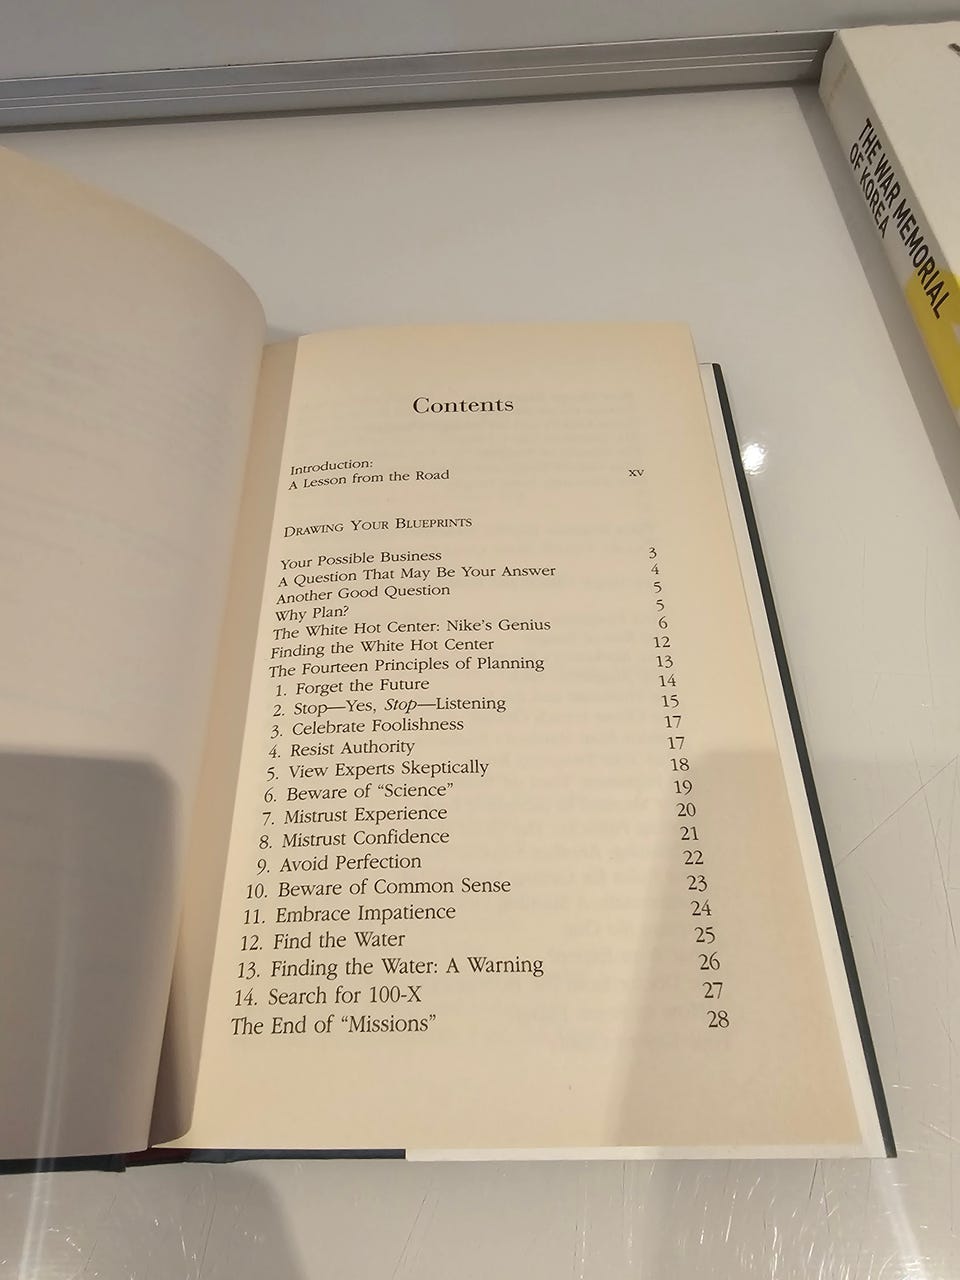 THE WAR MEMORIAL
OF KOREA
Contents
Introduction:
A Lesson from the Road xv
DRAWING YOUR BLUEPRINTS
Your Possible Business 3
A Question That May Be Your Answer 4
Another Good Question 5
Why Plan? 5
The White Hot Center: Nike's Genius 6
Finding the White Hot Center 12
The Fourteen Principles of Planning 13
1. Forget the Future 14
2. Stop—Yes, Stop—Listening 15
3. Celebrate Foolishness 17
4. Resist Authority 17
5. View Experts Skeptically 18
6. Beware of “Science” 19
7. Mistrust Experience 20
8. Mistrust Confidence 21
9. Avoid Perfection 22
10. Beware of Common Sense 23
11. Embrace Impatience 24
12. Find the Water 25
13. Finding the Water: A Warning 26
14. Search for 100-X 27
The End of “Missions” 28